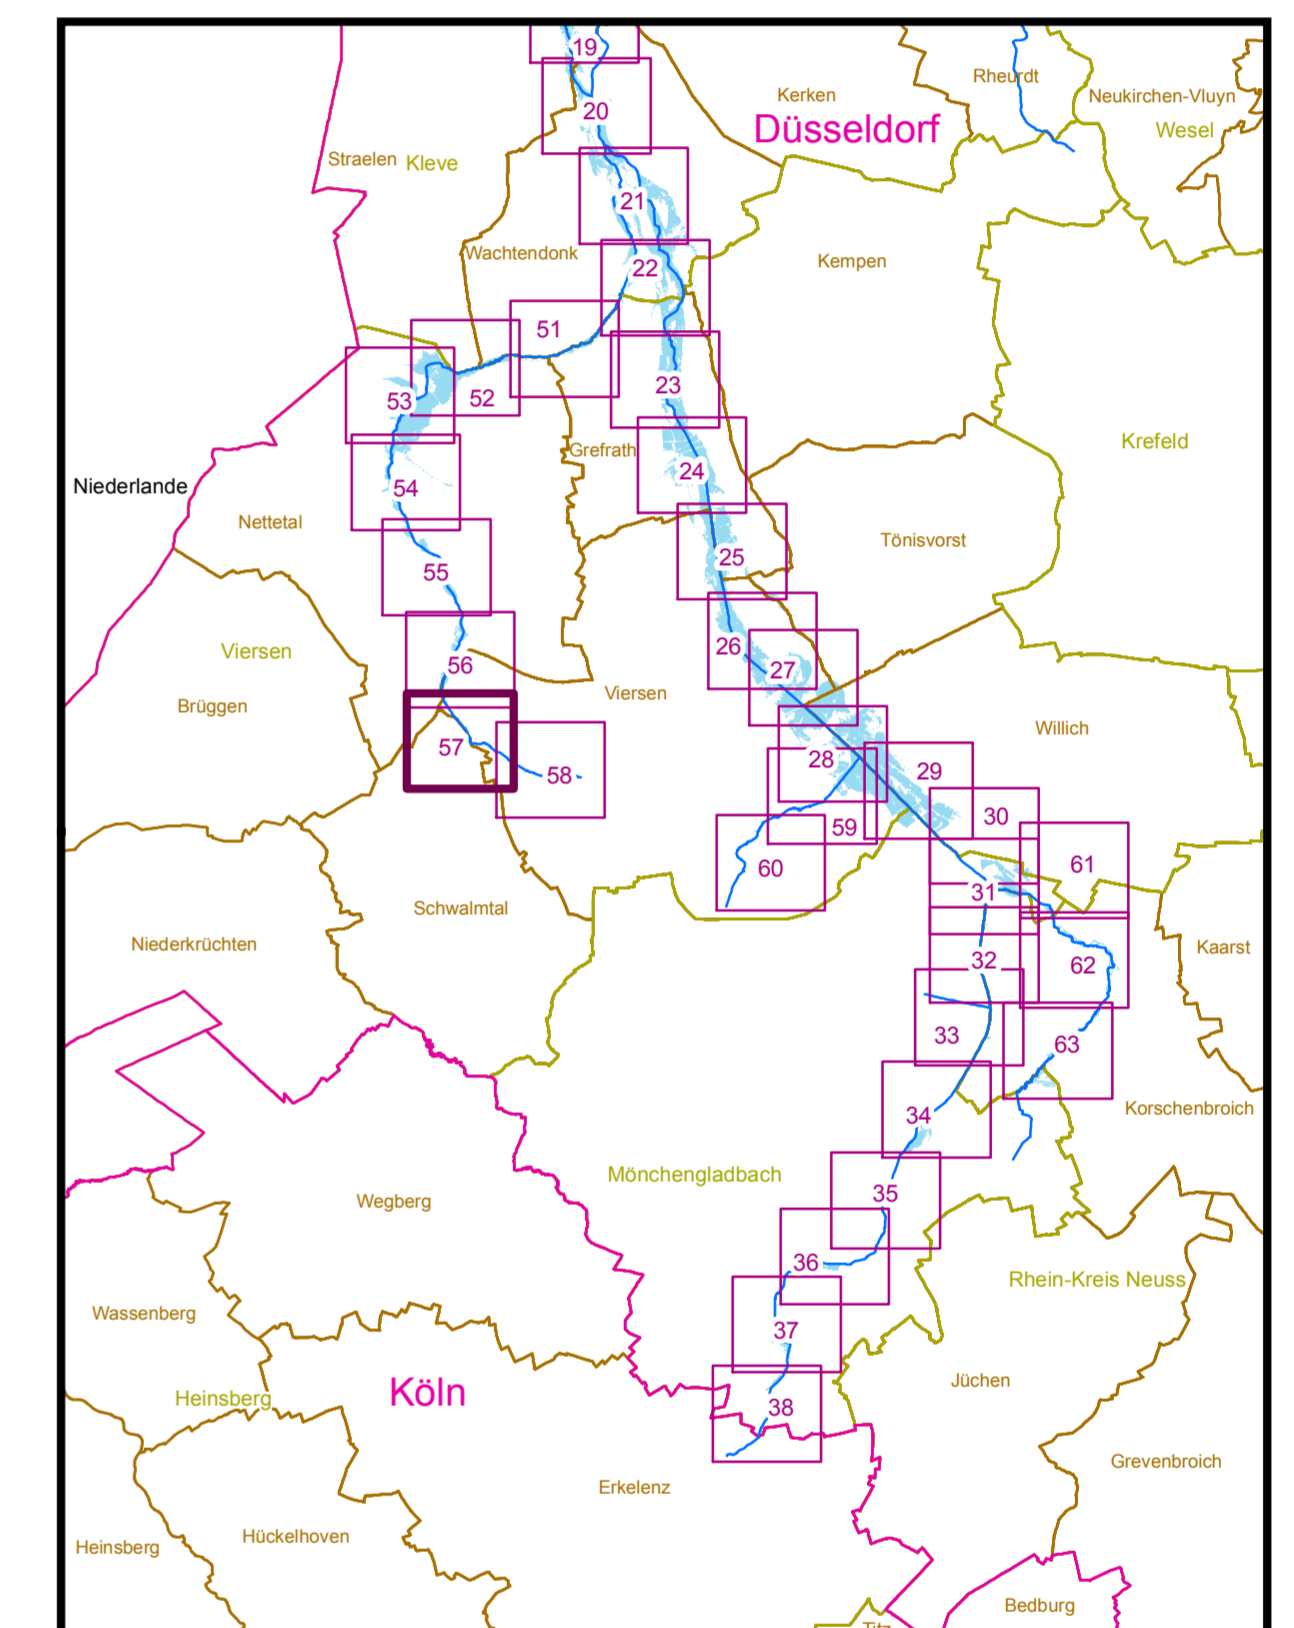 19
Rheurdt
Kerken
Neukirchen-Vluyn
20
Düsseldorf
Wesel
Straelen
Kleve
21
Wachtendonk
Kempen
22
51
23
53
52
Krefeld
Grefrath
24
Niederlande
54
Nettetal
Tönisvorst
25
55
26
Viersen
56
27
Viersen
Brüggen
Willich
57
28
58
29
30
59
61
60
31
Schwalmtal
Niederkrüchten
Kaarst
32
62
33
63
Korschenbroich
34
Mönchengladbach
35
Wegberg
36
Rhein-Kreis Neuss
Wassenberg
37
Jüchen
Köln
Heinsberg
38
Grevenbroich
Erkelenz
Hückelhoven
Heinsberg
Bedburg